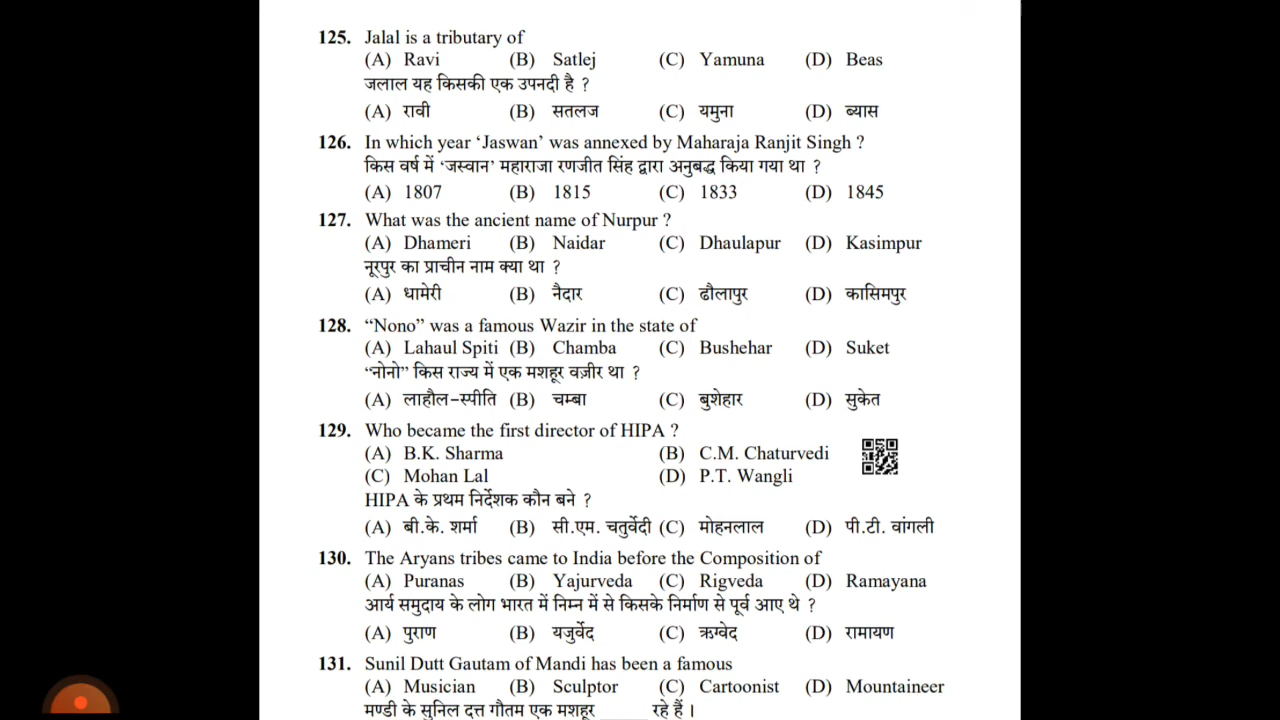 125. Jalal is a tributary of
(A) Ravi (B) Satlej (C) Yamuna (D) Beas
जलाल यह किसकी एक उपनदी है ?
(A) रावी (B) सतलज (C) यमुना (D) ब्यास
126. In which year ‘Jaswan’ was annexed by Maharaja Ranjit Singh ?
किस वर्ष में ‘जस्वान’ महाराजा रणजीत सिंह द्वारा अनुबद्ध किया गया था ?
(A) 1807 (B) 1815 (C) 1833 (D) 1845
127. What was the ancient name of Nurpur ?
(A) Dhameri (B) Naidar (C) Dhaulapur (D) Kasimpur
नूरपुर का प्राचीन नाम क्या था ?
(A) धामेरी (B) नैदार (C) ढौलापुर (D) कासिमपुर
128. “Nono” was a famous Wazir in the state of
(A) Lahaul Spiti (B) Chamba (C) Bushehar (D) Suket
“नोनो” किस राज्य में एक मशहूर वज़ीर था ?
(A) लाहौल-स्पीति (B) चम्बा (C) बुशेहार (D) सुकेत
129. Who became the first director of HIPA ?
(A) B.K. Sharma (B) C.M. Chaturvedi
(C) Mohan Lal (D) P.T. Wangli
HIPA के प्रथम निर्देशक कौन बने ?
(A) बी.के. शर्मा (B) सी.एम. चतुर्वेदी (C) मोहनलाल (D) पी.टी. वांगली
130. The Aryans tribes came to India before the Composition of
(A) Puranas (B) Yajurveda (C) Rigveda (D) Ramayana
आर्य समुदाय के लोग भारत में निम्न में से किसके निर्माण से पूर्व आए थे ?
(A) पुराण (B) यजुर्वेद (C) ऋग्वेद (D) रामायण
131. Sunil Dutt Gautam of Mandi has been a famous
(A) Musician (B) Sculptor (C) Cartoonist (D) Mountaineer
मण्डी के सुनिल दत्त गौतम एक मशहूर ______ रहे हैं ।